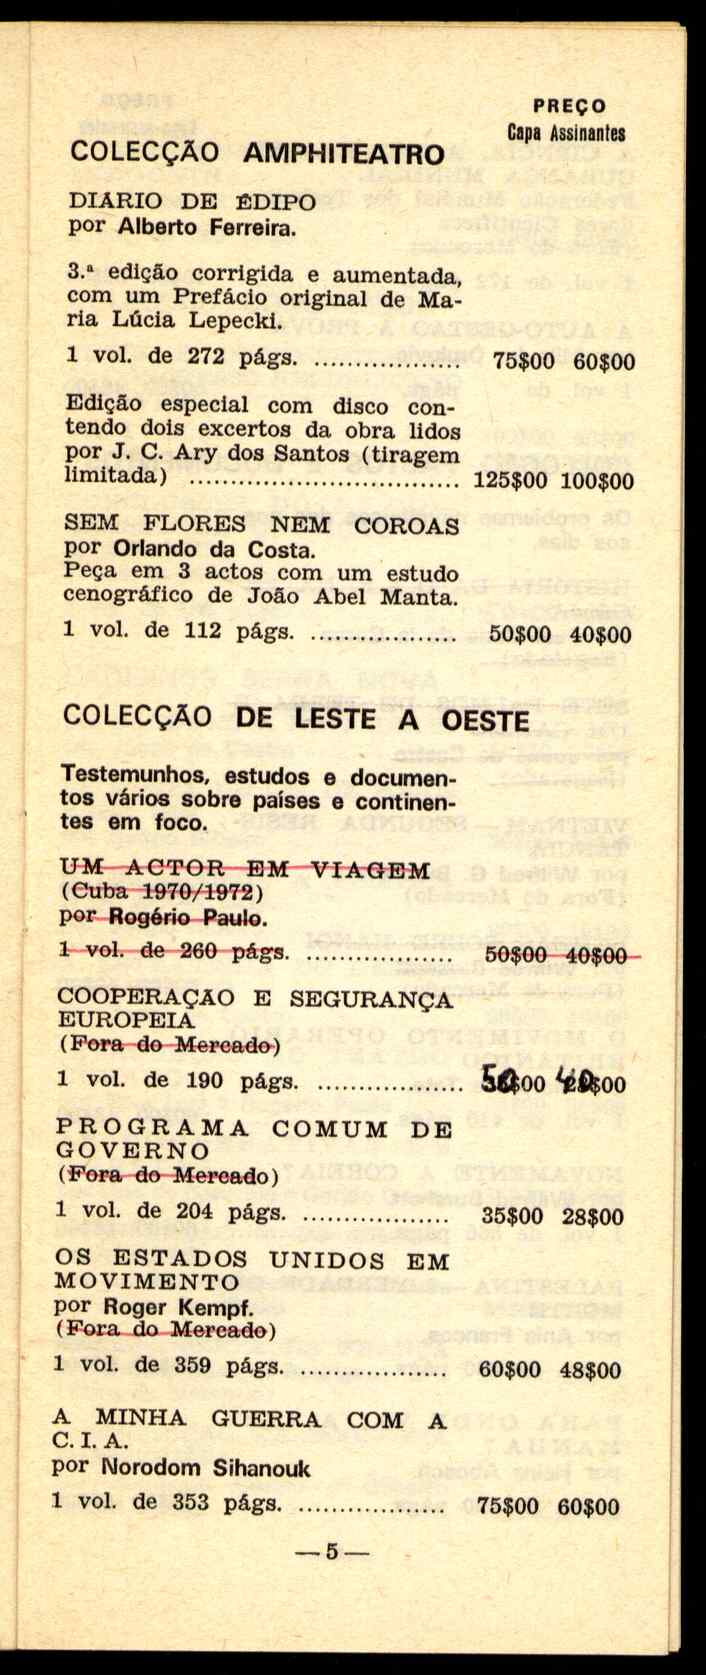 PREÇO
Capa Assinantes
COLECÇÃO AMPHITEATRO
DIÁRIO DE ÉDIPO
por Alberto Ferreira.
3.ª edição corrigida e aumentada,
com um Prefácio original de Ma-
ria Lúcia Lepecki.
1 vol. de 272 págs. .................. 75$00 60$00
Edição especial com disco con-
tendo dois excertos da obra lidos
por J. C. Ary dos Santos (tiragem
limitada) ................................ 125$00 100$00
SEM FLORES NEM COROAS
por Orlando da Costa.
Peça em 3 actos com um estudo
cenográfico de João Abel Manta.
1 vol. de 112 págs. .................. 50$00 40$00
COLECÇÃO DE LESTE A OESTE
Testemunhos, estudos e documen-
tos vários sobre países e continen-
tes em foco.
UM ACTOR EM VIAGEM
(Cuba 1970/1972)
por Rogério Paulo.
1 vol. de 260 págs. .................. 50$00 40$00
COOPERAÇÃO E SEGURANÇA
EUROPEIA
(Fora do Mercado)
1 vol. de 190 págs. .................. 50$00 40$00
PROGRAMA COMUM DE
GOVERNO
(Fora do Mercado)
1 vol. de 204 págs. .................. 35$00 28$00
OS ESTADOS UNIDOS EM
MOVIMENTO
por Roger Kempf.
(Fora do Mercado)
1 vol. de 359 págs. .................. 60$00 48$00
A MINHA GUERRA COM A
C. I. A.
por Norodom Sihanouk
1 vol. de 353 págs. .................. 75$00 60$00
— 5 —